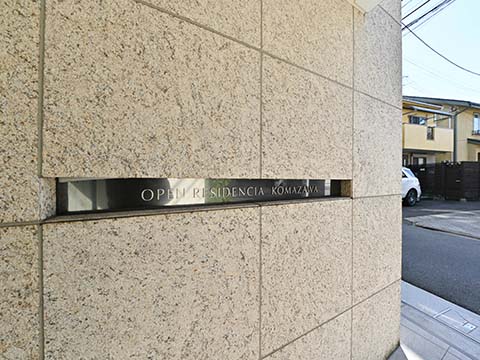 OPEN RESIDENCIA KOMAZAWA